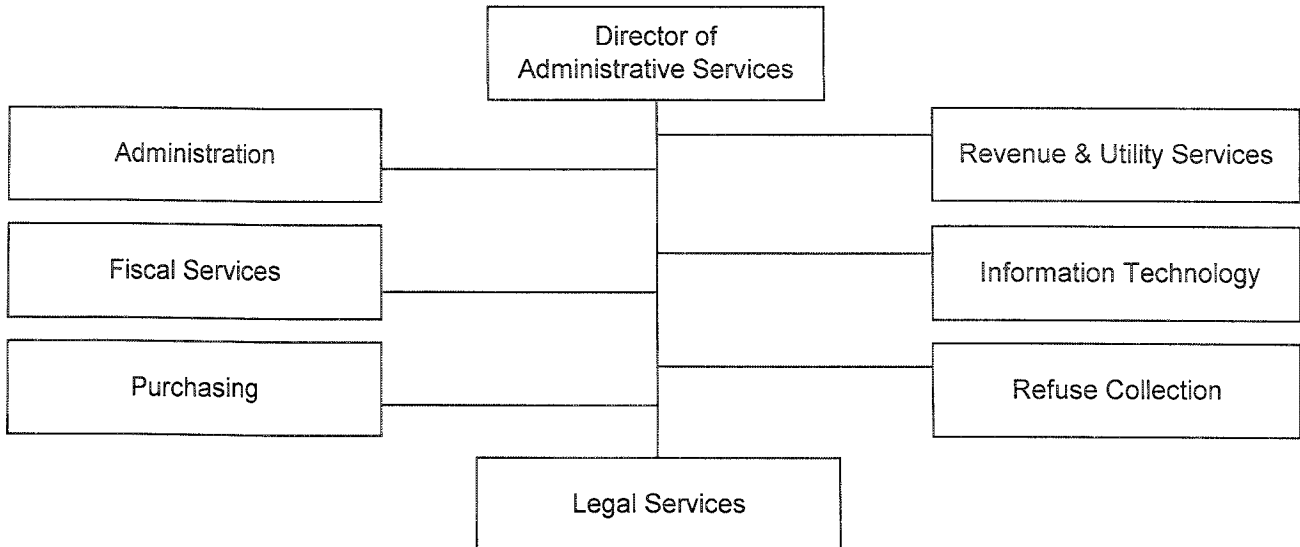 Director of
Administrative Services
Administration
Revenue & Utility Services
Fiscal Services
Information Technology
Purchasing
Refuse Collection
Legal Services